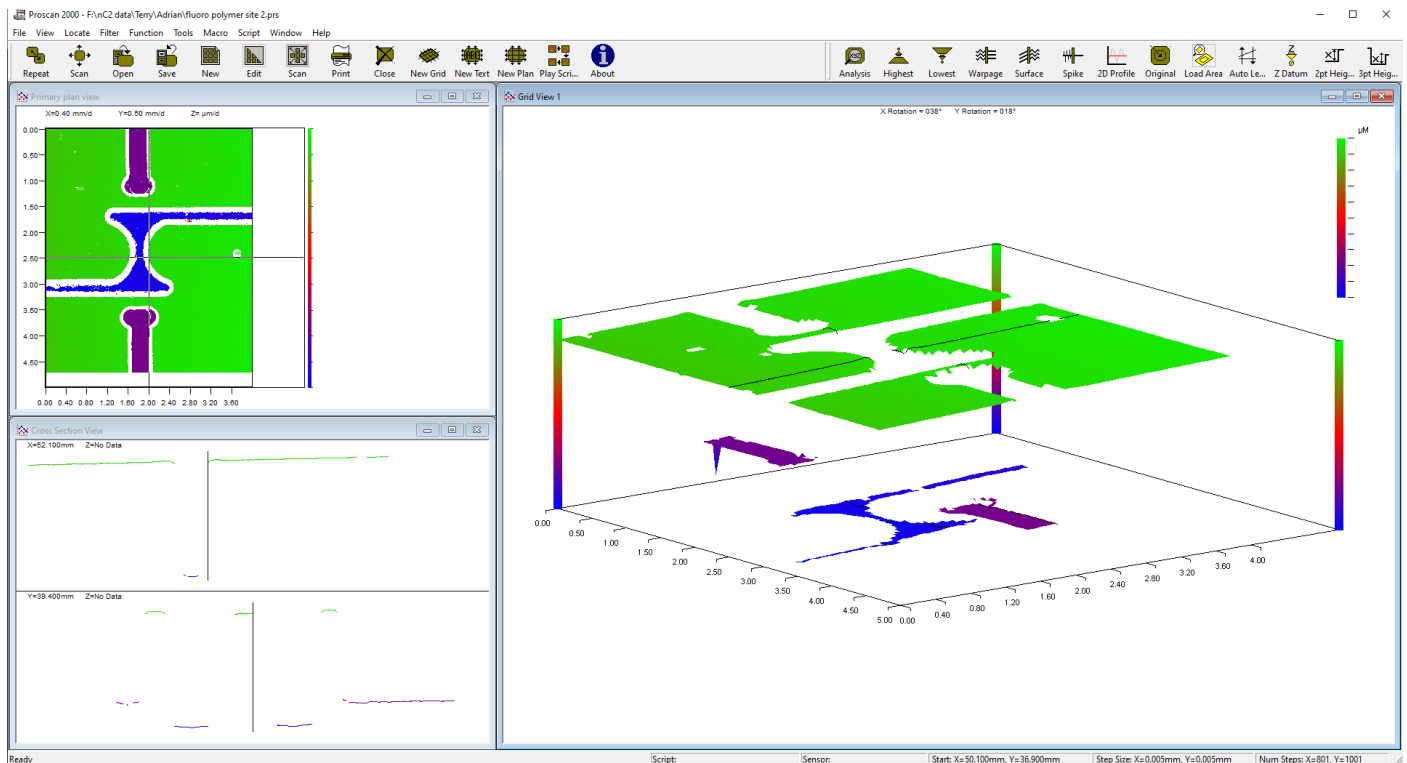 Proscan 2000 - F:\nC2 data\Terry\Adrian\fluoro polymer site 2.prs
File View Locate Filter Function Tools Macro Script Window Help
Repeat Scan Open Save New Edit Scan Print Close New Grid New Text New Plan Play Scri... About Analysis Highest Lowest Warpage Surface Spike 2D Profile Original Load Area Auto Le... Z Datum 2pt Heig... 3pt Heig...
Primary plan view
X=0.40 mm/d Y=0.50 mm/d Z= µm/d
0.00
0.50
1.00
1.50
2.00
2.50
3.00
3.50
4.00
4.50
0.00 0.40 0.80 1.20 1.60 2.00 2.40 2.80 3.20 3.60
Cross Section View
X=52.100mm Z=No Data
Y=39.400mm Z=No Data
Grid View 1
X Rotation = 038° Y Rotation = 018°
µM
0.00
0.50
1.00
1.50
2.00
2.50
3.00
3.50
4.00
4.50
5.00
0.00
0.40
0.80
1.20
1.60
2.00
2.40
2.80
3.20
3.60
4.00
Ready
Script:
Sensor:
Start: X=50.100mm, Y=36.900mm
Step Size: X=0.005mm, Y=0.005mm
Num Steps: X=801, Y=1001